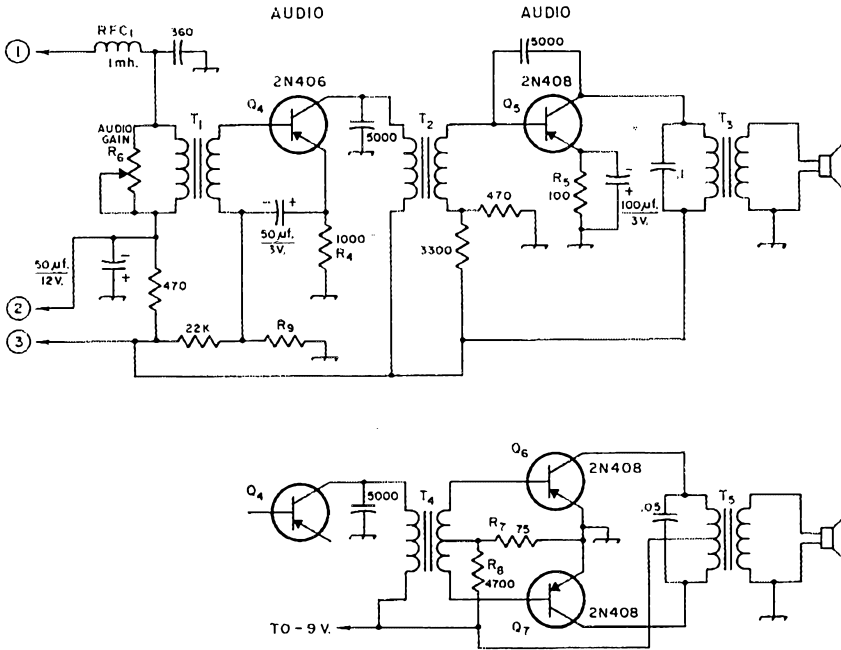 AUDIO
AUDIO
RFC1
1mh.
360
1
2N406
Q4
5000
2N408
Q5
T1
T2
T3
AUDIO
GAIN
R6
5000
.1
R5
100
100µf.
3V.
- +
470
- +
50µf.
3V.
1000
R4
3300
50µf.
12V.
- +
470
2
3
22K
R9
Q6
2N408
Q4
5000
T4
T5
.05
R7 75
R8
4700
2N408
Q7
TO -9 V.